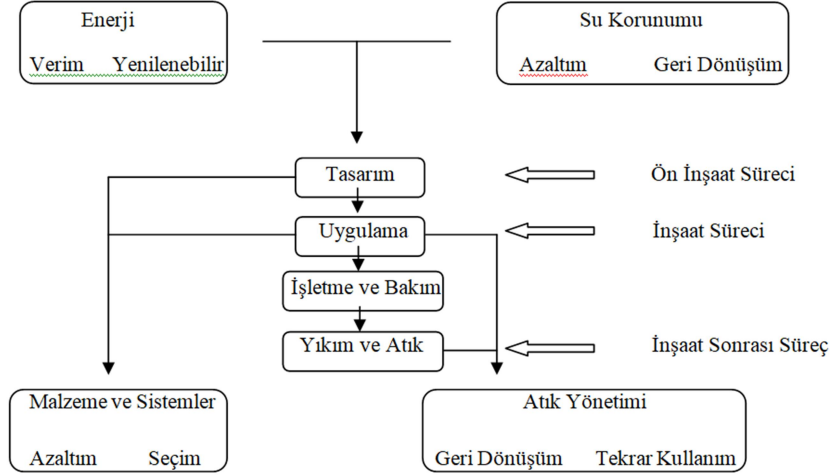 Enerji
Verim Yenilenebilir
Su Korunumu
Azaltım Geri Dönüşüm
Tasarım
Ön İnşaat Süreci
Uygulama
İnşaat Süreci
İşletme ve Bakım
Yıkım ve Atık
İnşaat Sonrası Süreç
Malzeme ve Sistemler
Azaltım Seçim
Atık Yönetimi
Geri Dönüşüm Tekrar Kullanım